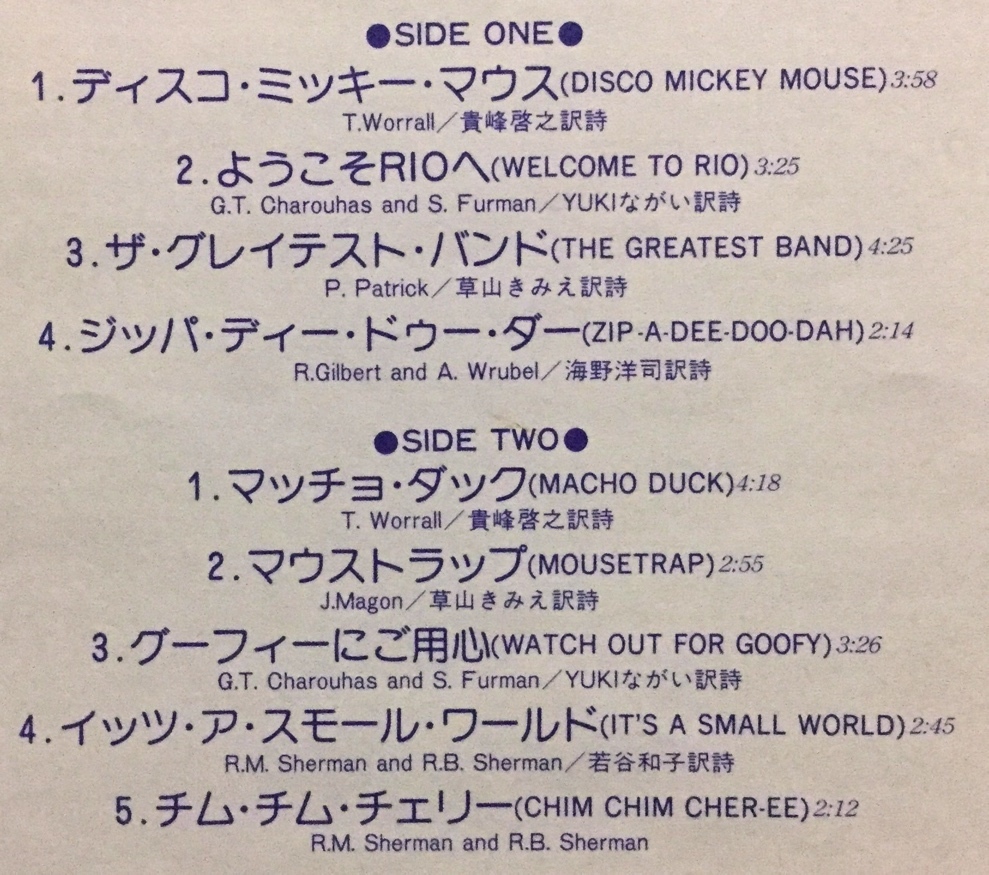 ●SIDE ONE●
1.ディスコ・ミッキー・マウス(DISCO MICKEY MOUSE)3:58
T.Worrall/貴峰啓之訳詩
2.ようこそRIOへ(WELCOME TO RIO)3:25
G.T. Charouhas and S. Furman/YUKIながい訳詩
3.ザ・グレイテスト・バンド(THE GREATEST BAND)4:25
P. Patrick/草山きみえ訳詩
4.ジッパ・ディー・ドゥー・ダー(ZIP-A-DEE-DOO-DAH)2:14
R.Gilbert and A. Wrubel/海野洋司訳詩
●SIDE TWO●
1.マッチョ・ダック(MACHO DUCK)4:18
T. Worrall/貴峰啓之訳詩
2.マウストラップ(MOUSETRAP)2:55
J.Magon/草山きみえ訳詩
3.グーフィーにご用心(WATCH OUT FOR GOOFY)3:26
G.T. Charouhas and S. Furman/YUKIながい訳詩
4.イッツ・ア・スモール・ワールド(IT'S A SMALL WORLD)2:45
R.M. Sherman and R.B. Sherman/若谷和子訳詩
5.チム・チム・チェリー(CHIM CHIM CHER-EE)2:12
R.M. Sherman and R.B. Sherman